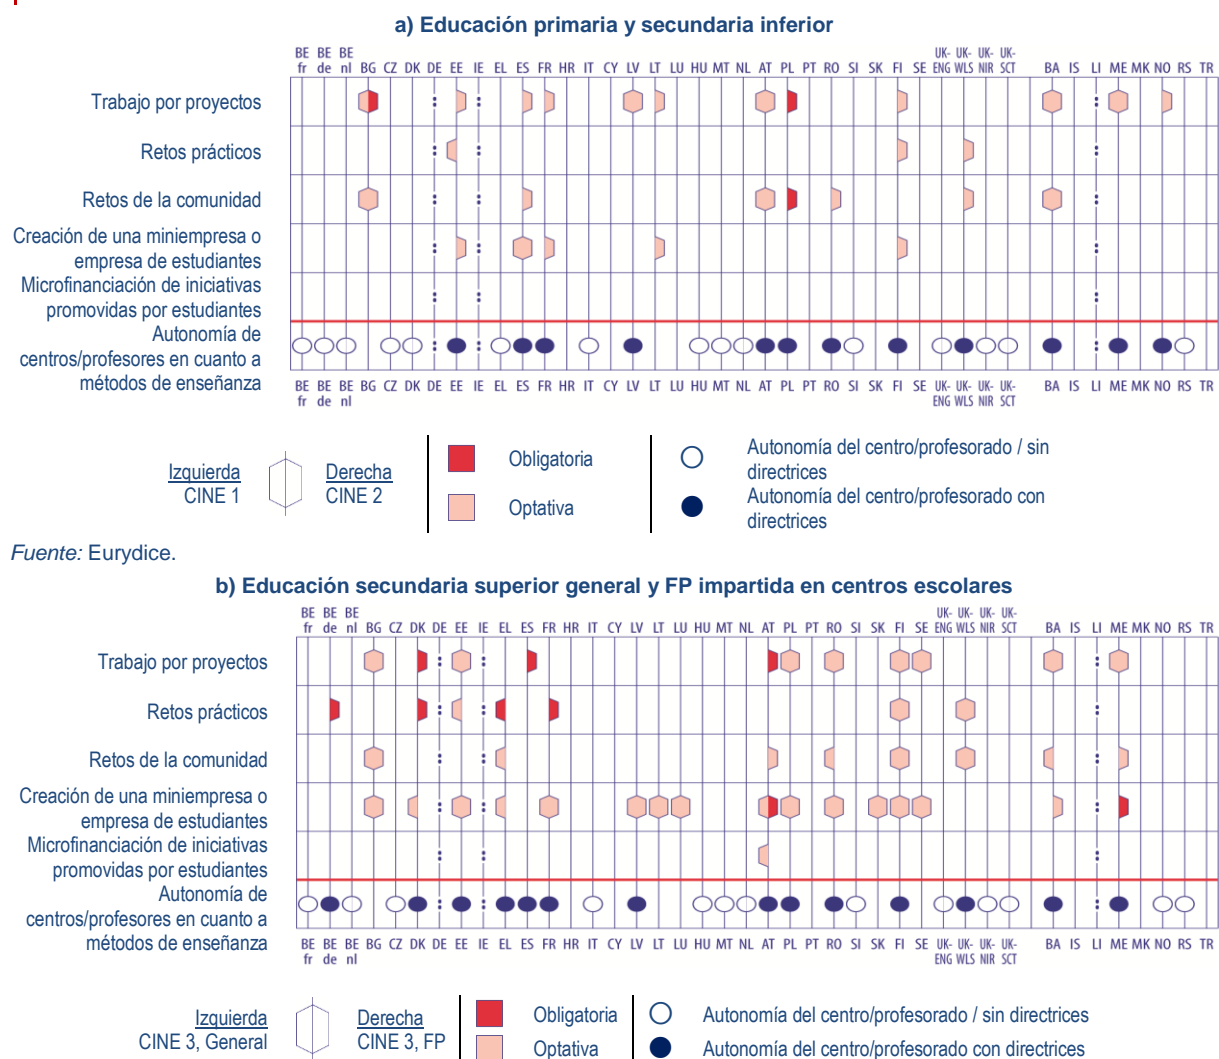 a) Educación primaria y secundaria inferior
BE BE BE UK- UK- UK- UK-
fr de nl BG CZ DK DE EE IE EL ES FR HR IT CY LV LT LU HU MT NL AT PL PT RO SI SK FI SE ENG WLS NIR SCT BA IS LI ME MK NO RS TR
Trabajo por proyectos
Retos prácticos
Retos de la comunidad
Creación de una miniempresa o
empresa de estudiantes
Microfinanciación de iniciativas
promovidas por estudiantes
Autonomía de
centros/profesores en cuanto a
métodos de enseñanza
BE BE BE BG CZ DK DE EE IE EL ES FR HR IT CY LV LT LU HU MT NL AT PL PT RO SI SK FI SE UK- UK- UK- UK- BA IS LI ME MK NO RS TR
fr de nl ENG WLS NIR SCT
Izquierda
CINE 1
Derecha
CINE 2
Obligatoria
Optativa
Autonomía del centro/profesorado / sin
directrices
Autonomía del centro/profesorado con
directrices
Fuente: Eurydice.
b) Educación secundaria superior general y FP impartida en centros escolares
BE BE BE UK- UK- UK- UK-
fr de nl BG CZ DK DE EE IE EL ES FR HR IT CY LV LT LU HU MT NL AT PL PT RO SI SK FI SE ENG WLS NIR SCT BA IS LI ME MK NO RS TR
Trabajo por proyectos
Retos prácticos
Retos de la comunidad
Creación de una miniempresa o
empresa de estudiantes
Microfinanciación de iniciativas
promovidas por estudiantes
Autonomía de
centros/profesores en cuanto a
métodos de enseñanza
BE BE BE BG CZ DK DE EE IE EL ES FR HR IT CY LV LT LU HU MT NL AT PL PT RO SI SK FI SE UK- UK- UK- UK- BA IS LI ME MK NO RS TR
fr de nl ENG WLS NIR SCT
Izquierda
CINE 3, General
Derecha
CINE 3, FP
Obligatoria
Optativa
Autonomía del centro/profesorado / sin directrices
Autonomía del centro/profesorado con directrices